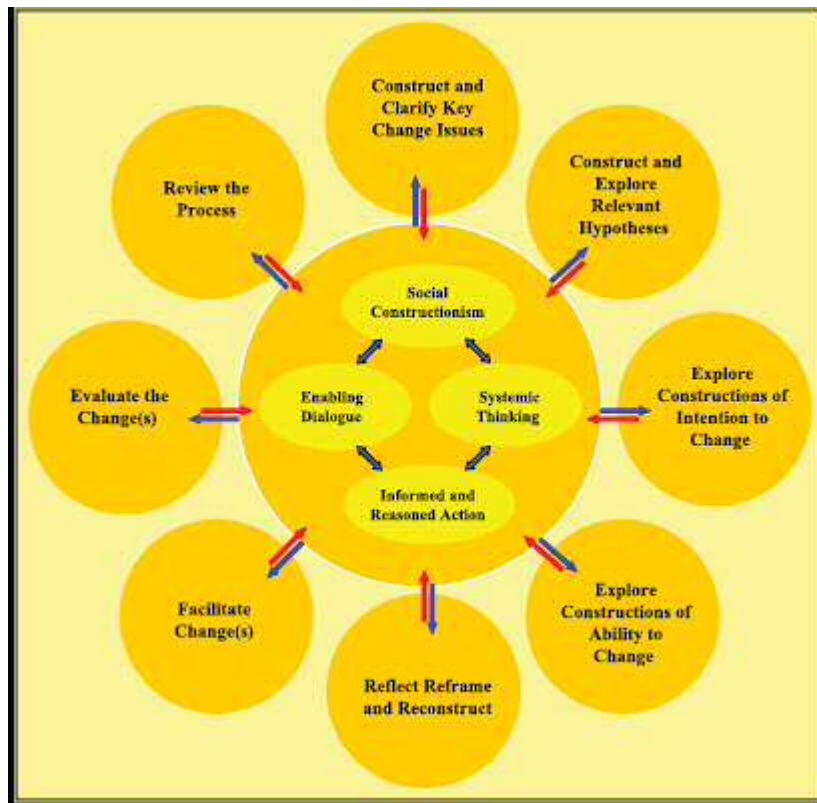 Construct and
Clarify Key
Change Issues
Construct and
Explore
Relevant
Hypotheses
Explore
Constructions of
Intention to
Change
Explore
Constructions of
Ability to
Change
Reflect Reframe
and Reconstruct
Facilitate
Change(s)
Evaluate the
Change(s)
Review the
Process
Social
Constructionism
Systemic
Thinking
Informed and
Reasoned Action
Enabling
Dialogue